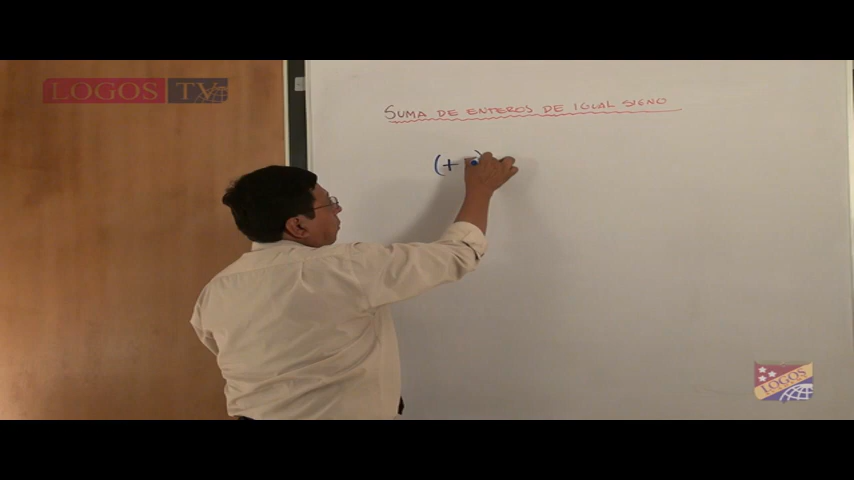 LOGOS TV
SUMA DE ENTEROS DE IGUAL SIGNO
(+
LOGOS